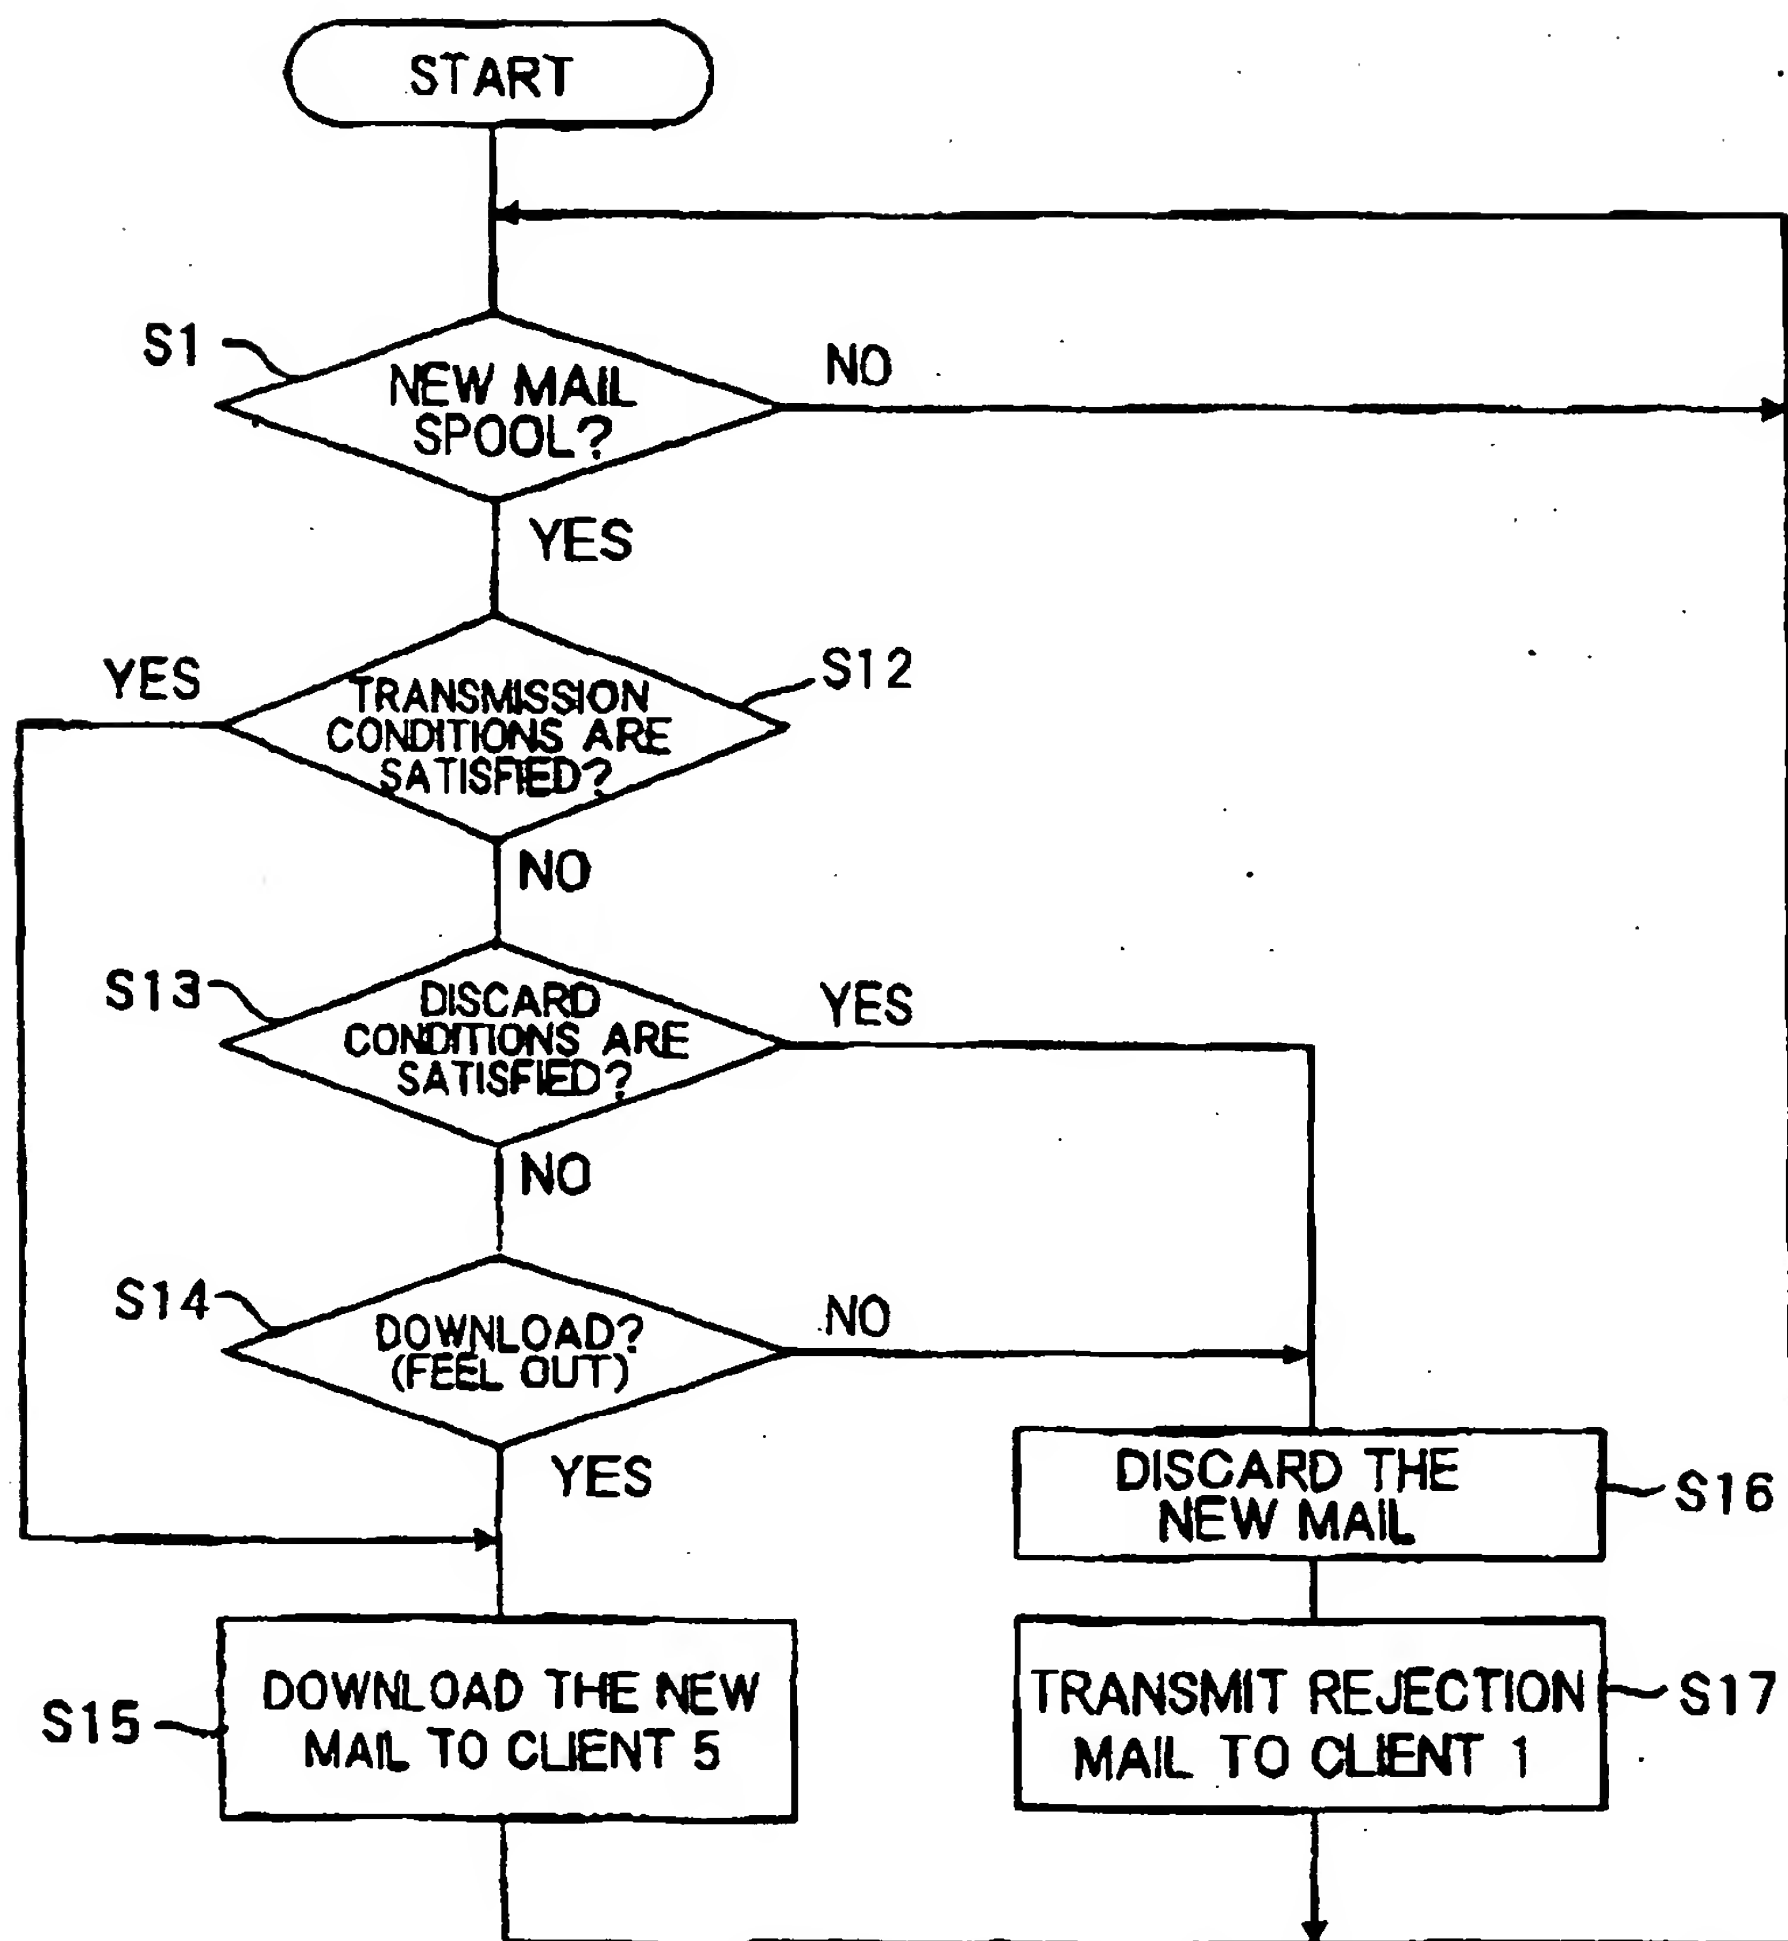 START
S1
NEW MAIL
SPOOL?
NO
YES
YES
S12
TRANSMISSION
CONDITIONS ARE
SATISFIED?
NO
S13
DISCARD
CONDITIONS ARE
SATISFIED?
YES
NO
S14
DOWNLOAD?
(FEEL OUT)
NO
YES
DISCARD THE
NEW MAIL
S16
S15
DOWNLOAD THE NEW
MAIL TO CLIENT 5
TRANSMIT REJECTION
MAIL TO CLIENT 1
S17